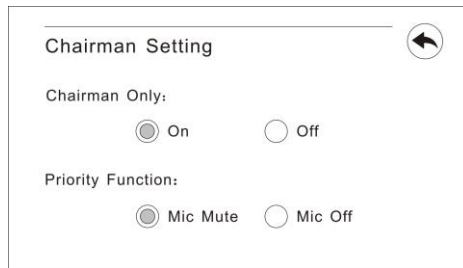 Chairman Setting
Chairman Only:
On Off
Priority Function:
Mic Mute Mic Off